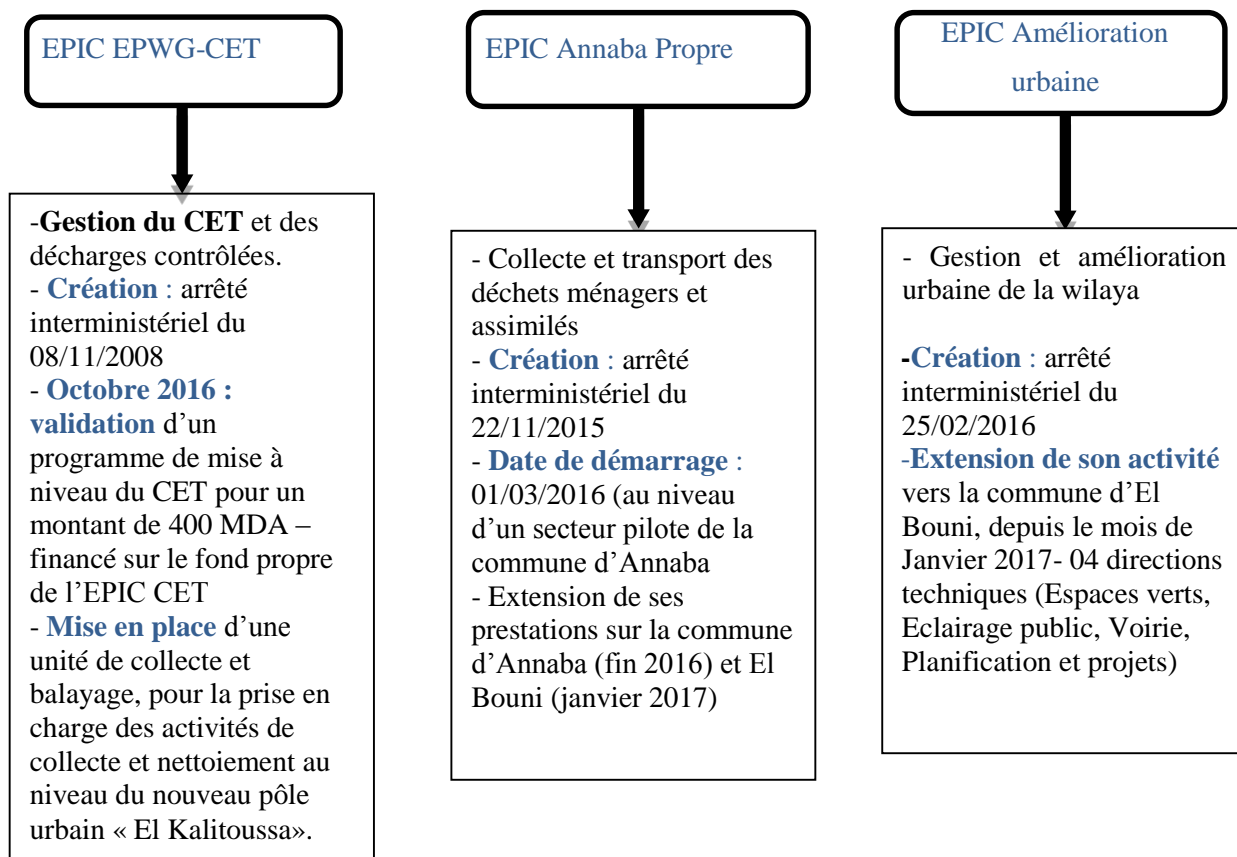 EPIC EPWG-CET
-Gestion du CET et des
décharges contrôlées.
- Création : arrêté
interministériel du
08/11/2008
- Octobre 2016 :
validation d’un
programme de mise à
niveau du CET pour un
montant de 400 MDA –
financé sur le fond propre
de l’EPIC CET
- Mise en place d’une
unité de collecte et
balayage, pour la prise en
charge des activités de
collecte et nettoiement au
niveau du nouveau pôle
urbain « El Kalitoussa».
EPIC Annaba Propre
- Collecte et transport des
déchets ménagers et
assimilés
- Création : arrêté
interministériel du
22/11/2015
- Date de démarrage :
01/03/2016 (au niveau
d’un secteur pilote de la
commune d’Annaba
- Extension de ses
prestations sur la commune
d’Annaba (fin 2016) et El
Bouni (janvier 2017)
EPIC Amélioration
urbaine
- Gestion et amélioration
urbaine de la wilaya
-Création : arrêté
interministériel du
25/02/2016
-Extension de son activité
vers la commune d’El
Bouni, depuis le mois de
Janvier 2017- 04 directions
techniques (Espaces verts,
Eclairage public, Voirie,
Planification et projets)